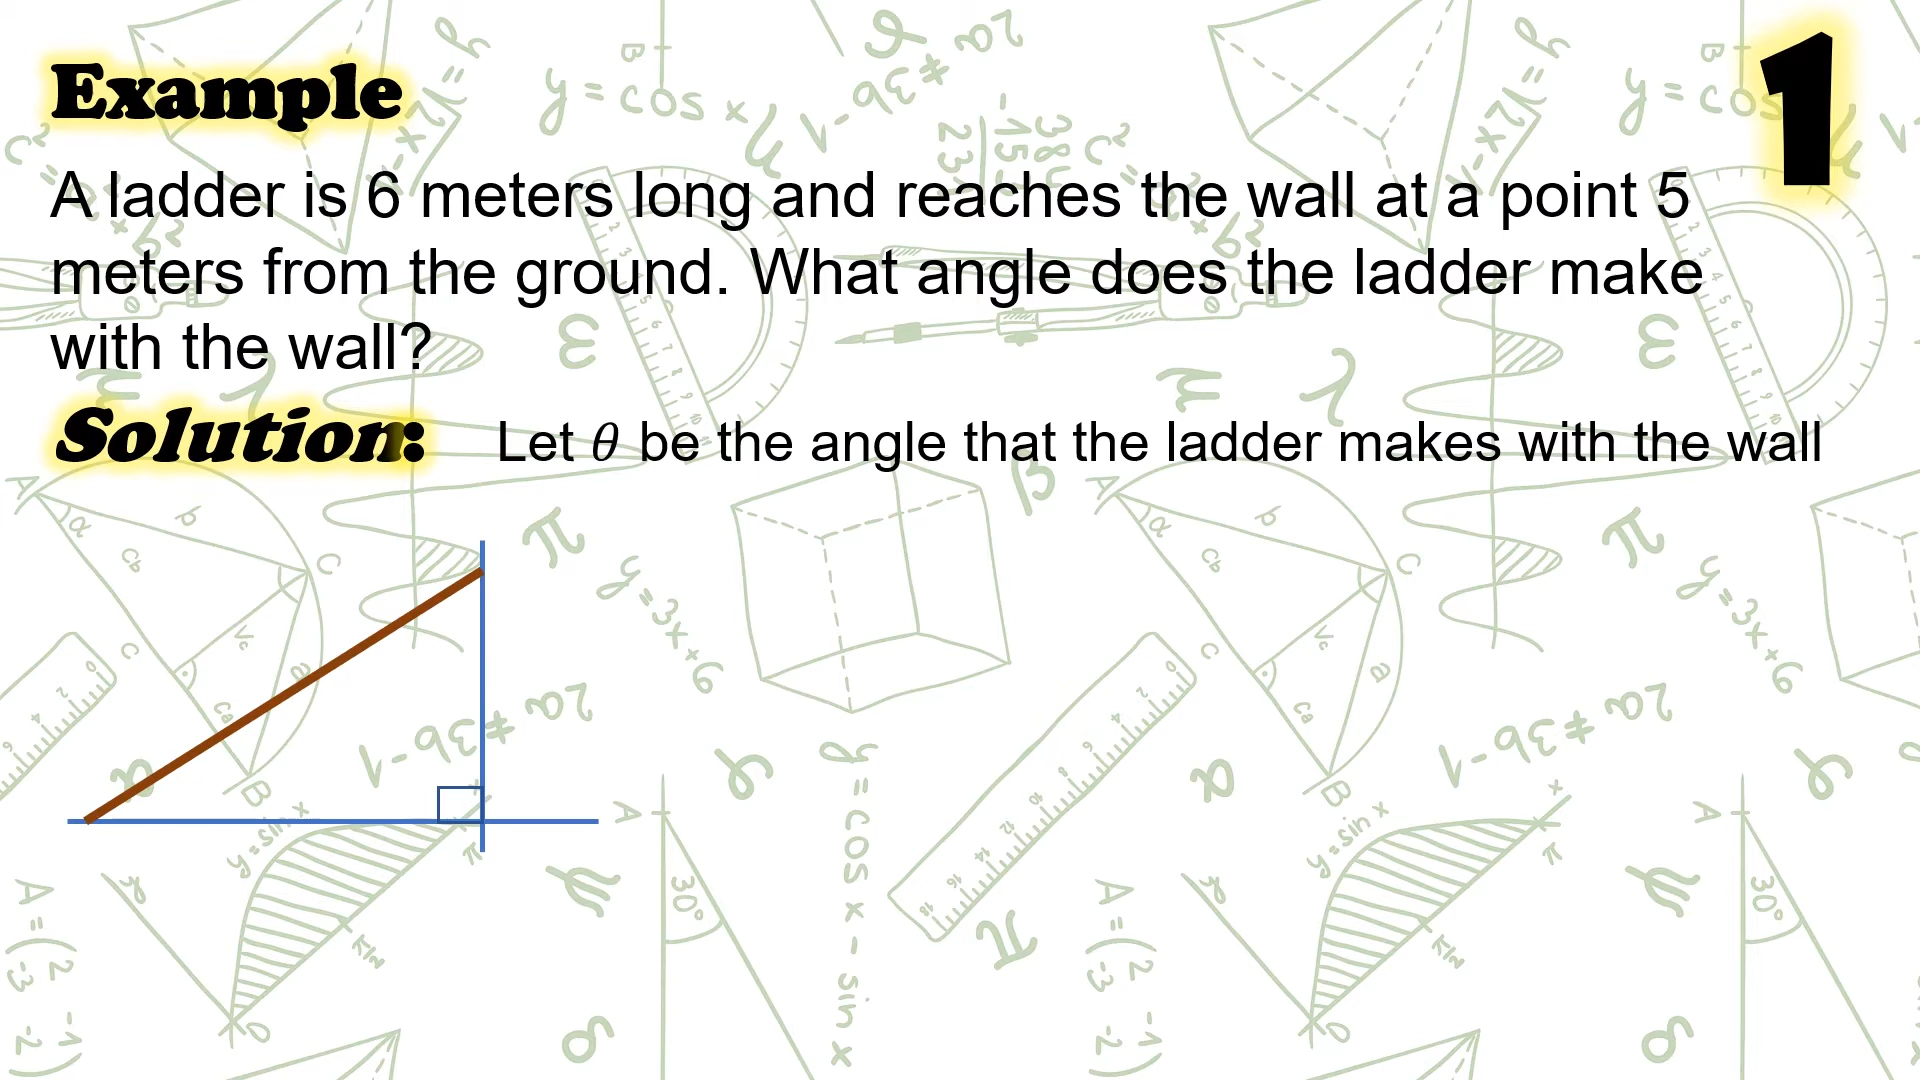 Example
1
A ladder is 6 meters long and reaches the wall at a point 5
meters from the ground. What angle does the ladder make
with the wall?
Solution: Let θ be the angle that the ladder makes with the wall